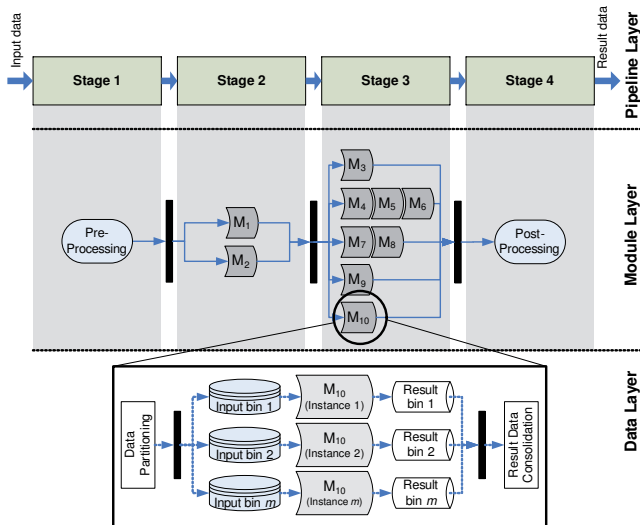 Input data
Result data
Pipeline Layer
Stage 1
Stage 2
Stage 3
Stage 4
Module Layer
Pre-
Processing
M1
M2
M3
M4
M5
M6
M7
M8
M9
M10
Post-
Processing
Data Layer
Data
Partitioning
Input bin 1
M10
(Instance 1)
Result
bin 1
Input bin 2
M10
(Instance 2)
Result
bin 2
Input bin m
M10
(Instance m)
Result
bin m
Result Data
Consolidation